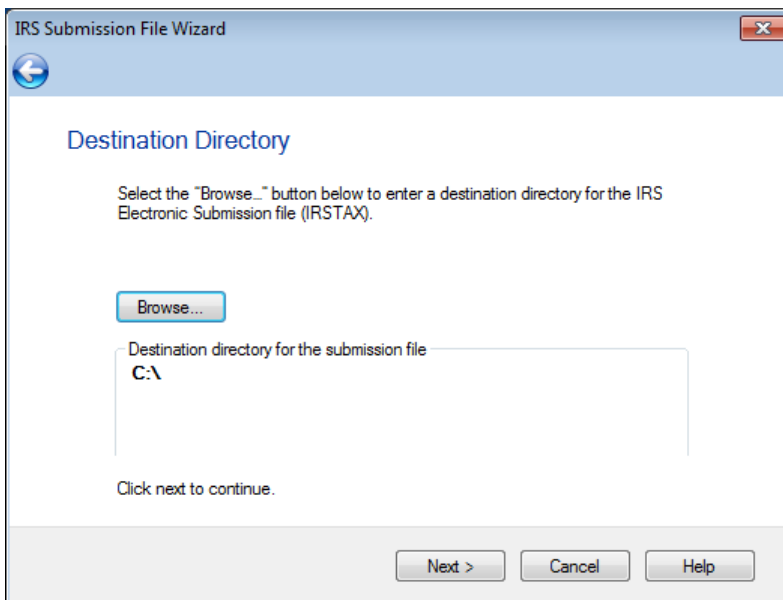 IRS Submission File Wizard
Destination Directory
Select the "Browse..." button below to enter a destination directory for the IRS
Electronic Submission file (IRSTAX).
Browse...
Destination directory for the submission file
C:\
Click next to continue.
Next >
Cancel
Help